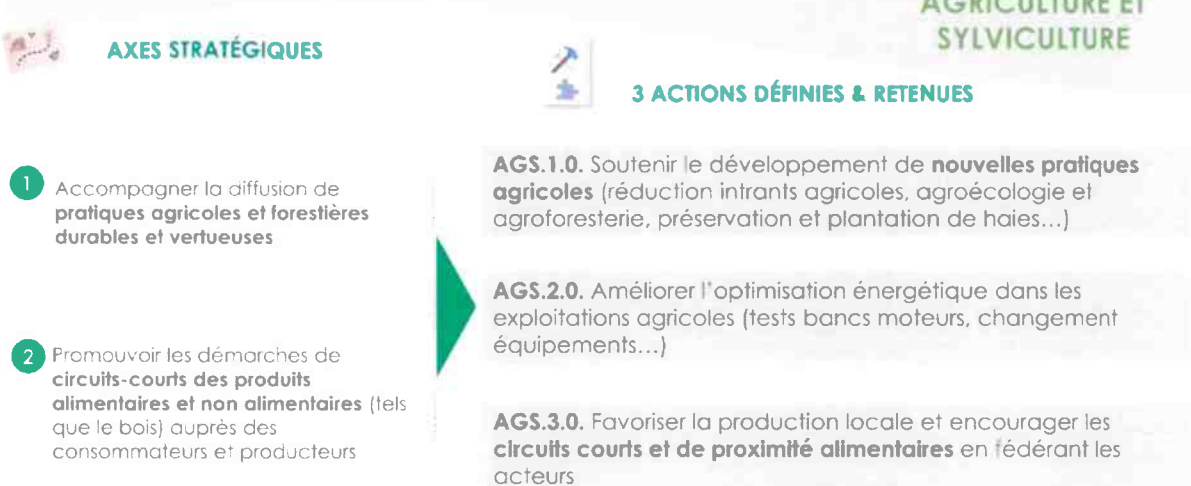 AGRICULTURE ET
SYLVICULTURE
AXES STRATÉGIQUES
3 ACTIONS DÉFINIES & RETENUES
1
Accompagner la diffusion de
pratiques agricoles et forestières
durables et vertueuses
2
Promouvoir les démarches de
circuits-courts des produits
alimentaires et non alimentaires (tels
que le bois) auprès des
consommateurs et producteurs
AGS.1.0. Soutenir le développement de nouvelles pratiques
agricoles (réduction intrants agricoles, agroécologie et
agroforesterie, préservation et plantation de haies...)
AGS.2.0. Améliorer l'optimisation énergétique dans les
exploitations agricoles (tests bancs moteurs, changement
équipements...)
AGS.3.0. Favoriser la production locale et encourager les
circuits courts et de proximité alimentaires en fédérant les
acteurs